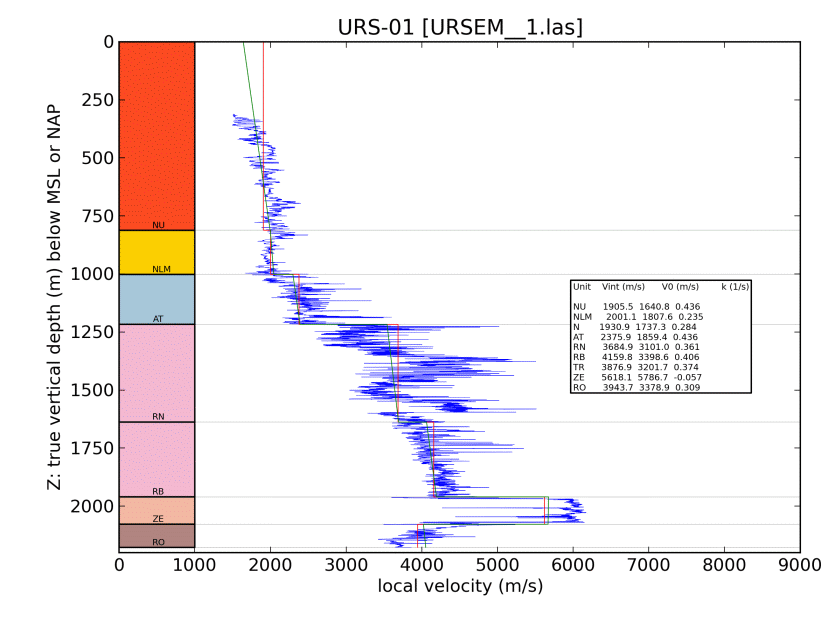 URS-01 [URSEM__1.las]
Z: true vertical depth (m) below MSL or NAP
0
250
500
750
1000
1250
1500
1750
2000
NU
NLM
AT
RN
RB
ZE
RO
Unit Vint (m/s) V0 (m/s) k (1/s)
NU 1905.5 1640.8 0.436
NLM 2001.1 1807.6 0.235
N 1930.9 1737.3 0.284
AT 2375.9 1859.4 0.436
RN 3684.9 3101.0 0.361
RB 4159.8 3398.6 0.406
TR 3876.9 3201.7 0.374
ZE 5618.1 5786.7 -0.057
RO 3943.7 3378.9 0.309
0 1000 2000 3000 4000 5000 6000 7000 8000 9000
local velocity (m/s)